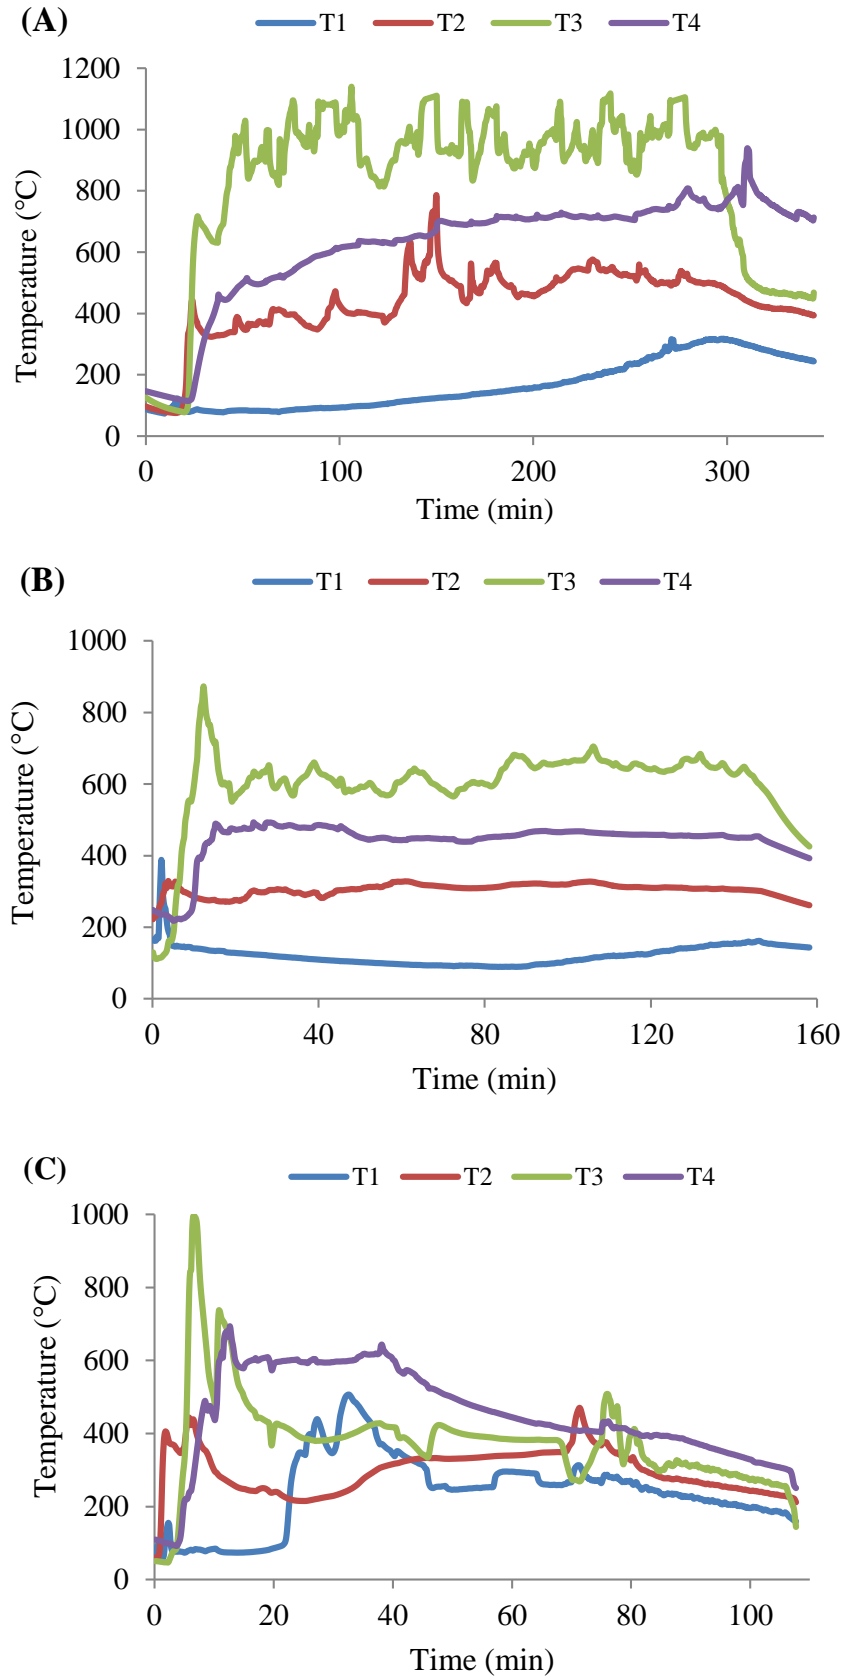 (A)
T1 T2 T3 T4
1200
1000
800
600
400
200
0
Temperature (°C)
0 100 200 300
Time (min)
(B)
T1 T2 T3 T4
1000
800
600
400
200
0
Temperature (°C)
0 40 80 120 160
Time (min)
(C)
T1 T2 T3 T4
1000
800
600
400
200
0
Temperature (°C)
0 20 40 60 80 100
Time (min)